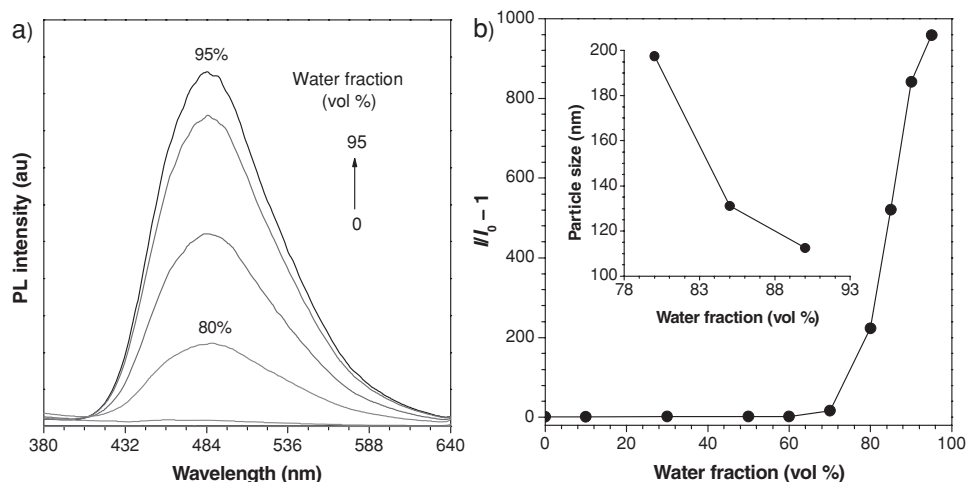 a)
95%
Water fraction
(vol %)
95
0
80%
PL intensity (au)
380 432 484 536 588 640
Wavelength (nm)
b)
1000
800
600
400
200
0
I/I0 – 1
0 20 40 60 80 100
Water fraction (vol %)
200
180
160
140
120
100
Particle size (nm)
78 83 88 93
Water fraction (vol %)